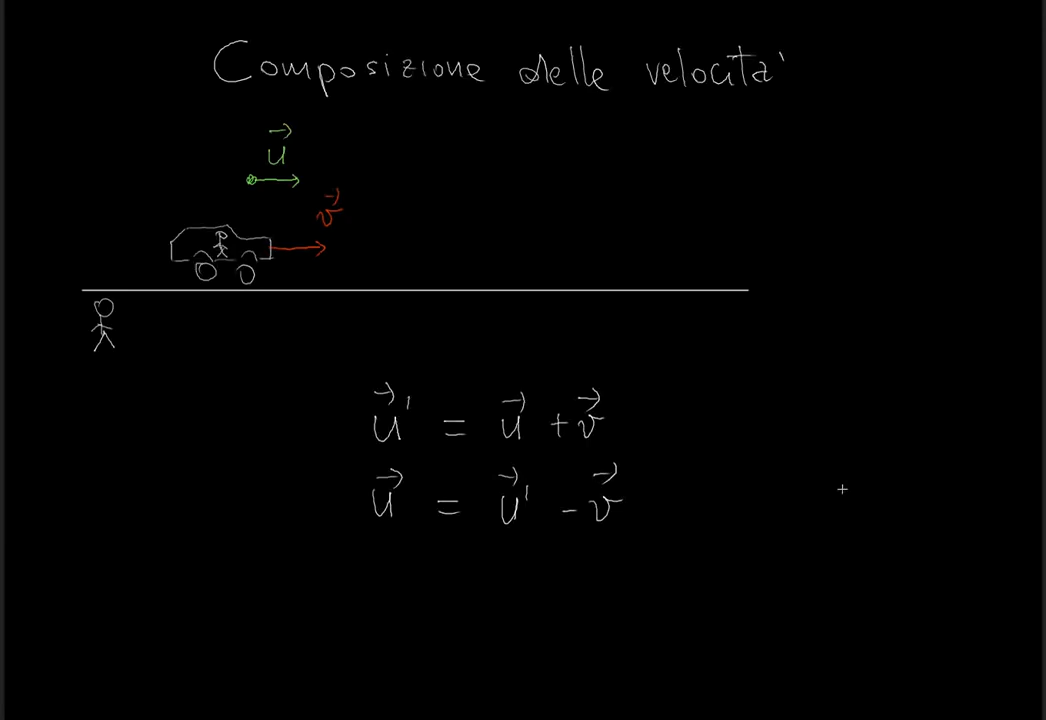 Composizione delle velocita'
u⃗
v⃗
u⃗' = u⃗ + v⃗
u⃗ = u⃗' - v⃗